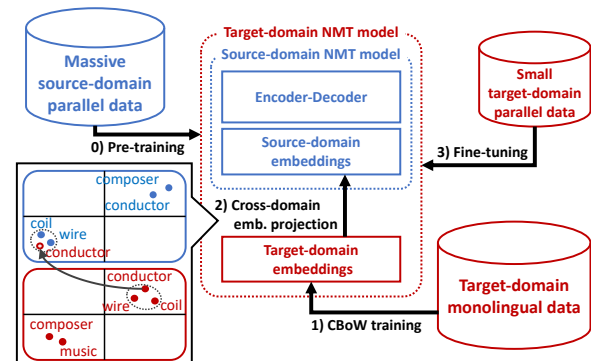 Massive
source-domain
parallel data
Target-domain NMT model
Source-domain NMT model
Encoder-Decoder
Source-domain
embeddings
Small
target-domain
parallel data
0) Pre-training
3) Fine-tuning
composer
conductor
coil
wire
conductor
2) Cross-domain
emb. projection
conductor
wire
coil
composer
music
Target-domain
embeddings
Target-domain
monolingual data
1) CBoW training